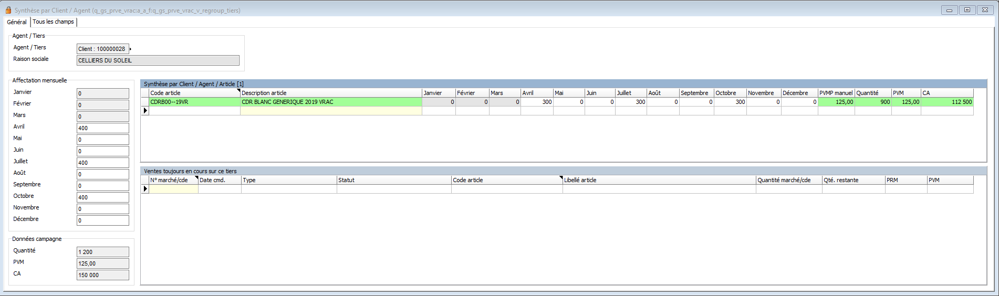 Synthèse par Client / Agent (q_gs_prve_vrac:a_a_f:q_gs_prve_vrac_v_regroup_tiers)
Général Tous les champs
Agent / Tiers
Agent / Tiers Client : 100000028
Raison sociale CELLIERS DU SOLEIL
Affectation mensuelle
Janvier 0
Février 0
Mars 0
Avril 400
Mai 0
Juin 0
Juillet 400
Août 0
Septembre 0
Octobre 400
Novembre 0
Décembre 0
Données campagne
Quantité 1 200
PVM 125,00
CA 150 000
Synthèse par Client / Agent / Article [1]
Code article Description article Janvier Février Mars Avril Mai Juin Juillet Août Septembre Octobre Novembre Décembre PVMP manuel Quantité PVM CA
CDRB00--19VR CDR BLANC GENERIQUE 2019 VRAC 0 0 0 300 0 0 300 0 0 300 0 0 125,00 900 125,00 112 500
Ventes toujours en cours sur ce tiers
N° marché/cde Date cmd. Type Statut Code article Libellé article Quantité marché/cde Qté. restante PRM PVM